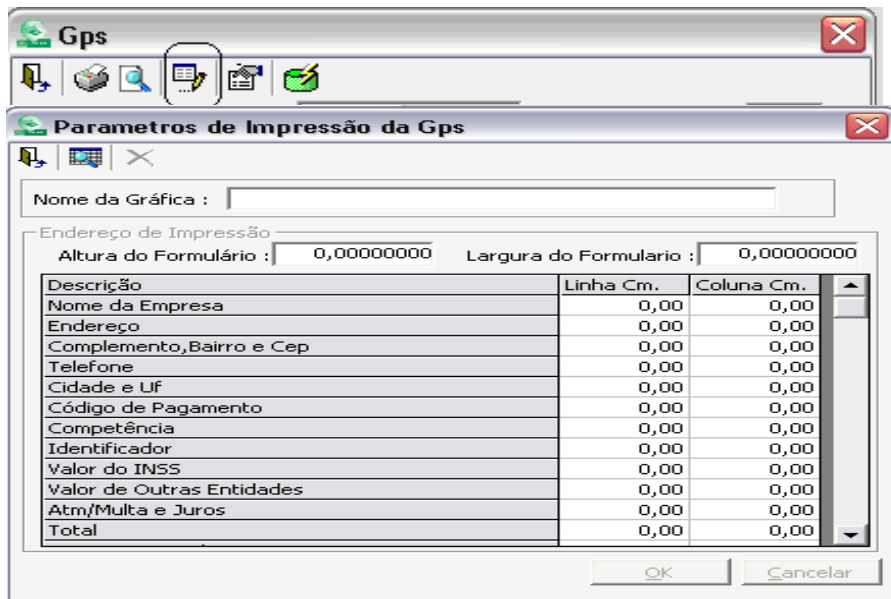 Gps
Parametros de Impressão da Gps
Nome da Gráfica :
Endereço de Impressão
Altura do Formulário : 0,00000000 Largura do Formulario : 0,00000000
Descrição Linha Cm. Coluna Cm.
Nome da Empresa 0,00 0,00
Endereço 0,00 0,00
Complemento,Bairro e Cep 0,00 0,00
Telefone 0,00 0,00
Cidade e Uf 0,00 0,00
Código de Pagamento 0,00 0,00
Competência 0,00 0,00
Identificador 0,00 0,00
Valor do INSS 0,00 0,00
Valor de Outras Entidades 0,00 0,00
Atm/Multa e Juros 0,00 0,00
Total 0,00 0,00
OK Cancelar